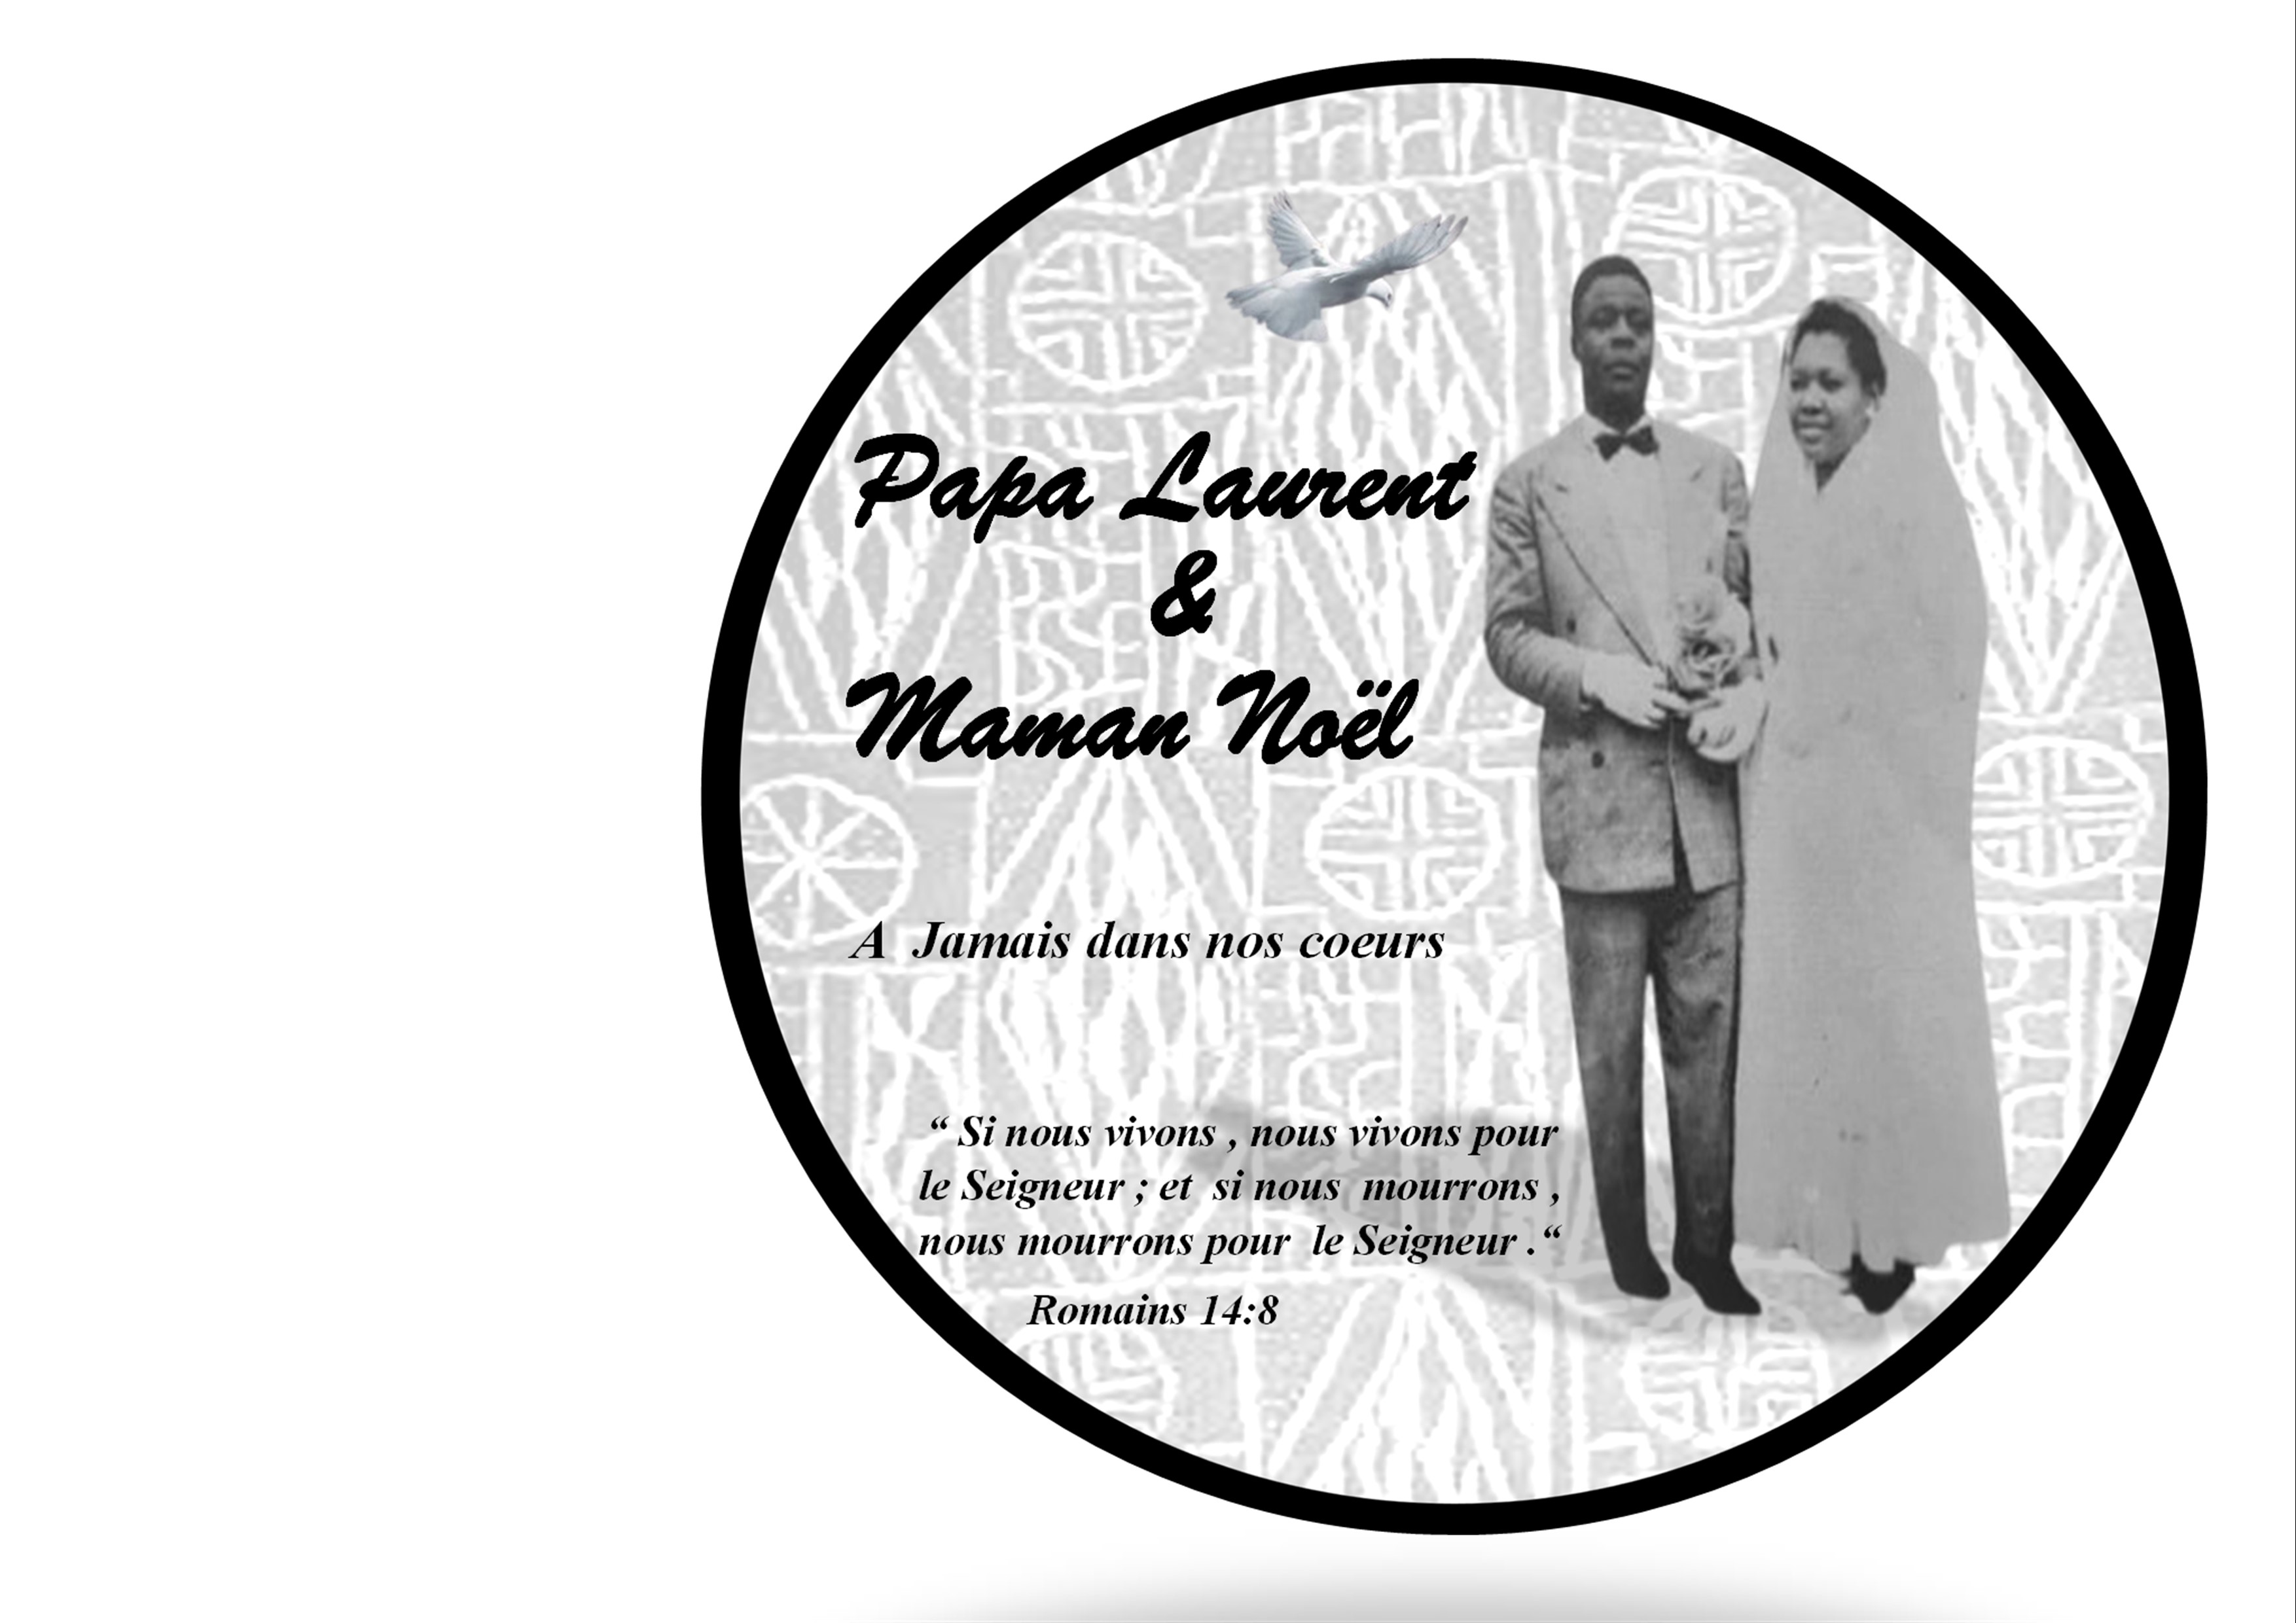 Papa Laurent
&
Maman Noël
A Jamais dans nos coeurs
“ Si nous vivons , nous vivons pour
le Seigneur ; et si nous mourrons ,
nous mourrons pour le Seigneur .“
Romains 14:8